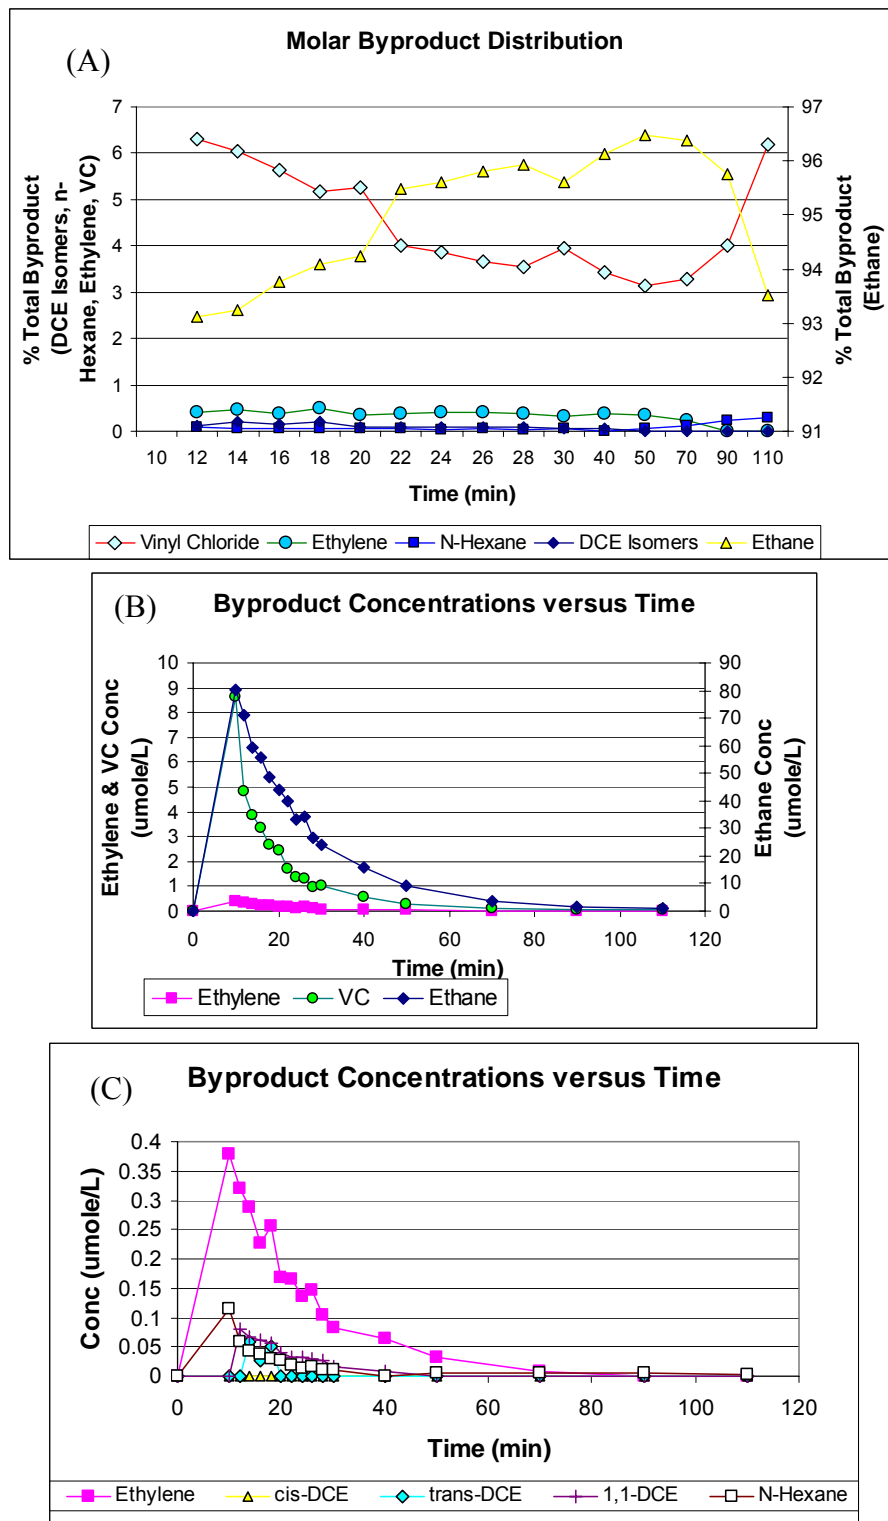 (A)
Molar Byproduct Distribution
% Total Byproduct
(DCE Isomers, n-
Hexane, Ethylene, VC)
7
6
5
4
3
2
1
0
97
96
95
94
93
92
91
% Total Byproduct
(Ethane)
10 12 14 16 18 20 22 24 26 28 30 40 50 70 90 110
Time (min)
Vinyl Chloride Ethylene N-Hexane DCE Isomers Ethane
(B)
Byproduct Concentrations versus Time
Ethylene & VC Conc
(umole/L)
10
9
8
7
6
5
4
3
2
1
0
90
80
70
60
50
40
30
20
10
0
Ethane Conc
(umole/L)
0 20 40 60 80 100 120
Time (min)
Ethylene VC Ethane
(C)
Byproduct Concentrations versus Time
Conc (umole/L)
0.4
0.35
0.3
0.25
0.2
0.15
0.1
0.05
0
0 20 40 60 80 100 120
Time (min)
Ethylene cis-DCE trans-DCE 1,1-DCE N-Hexane